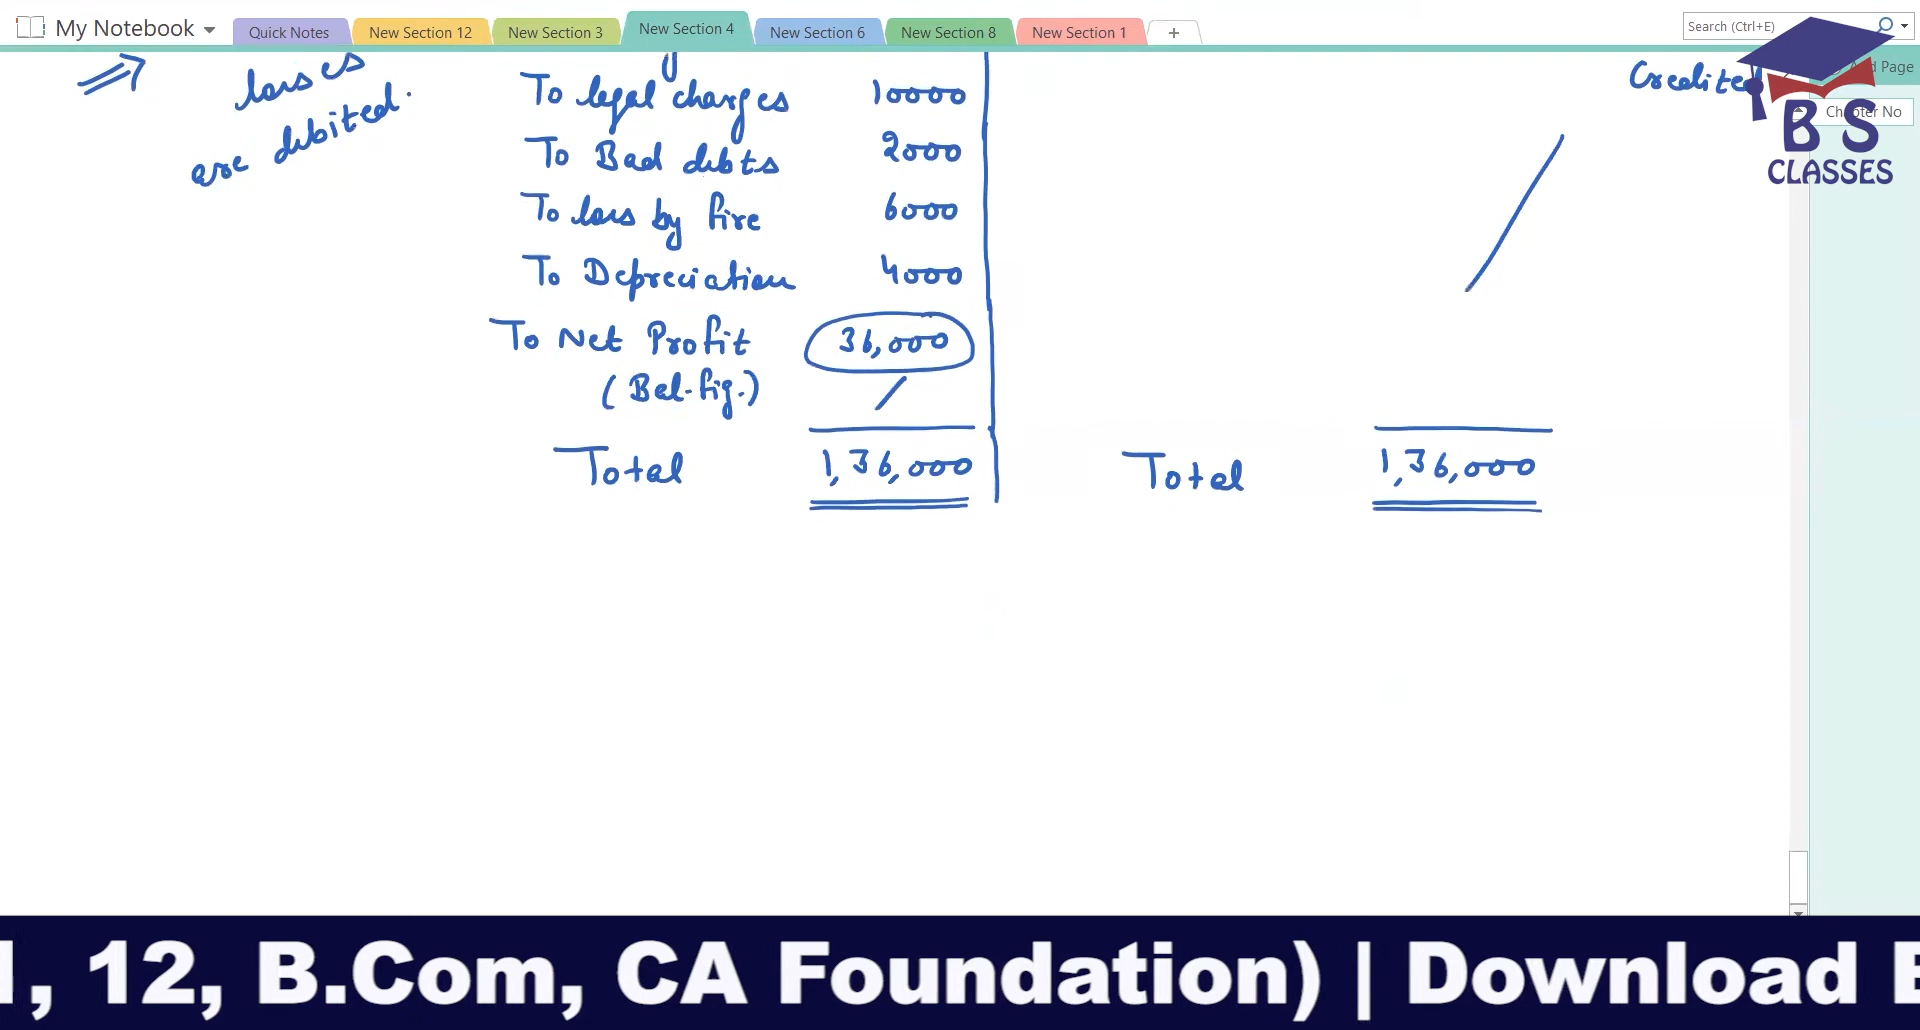 My Notebook
Quick Notes
New Section 12
New Section 3
New Section 4
New Section 6
New Section 8
New Section 1
+
Search (Ctrl+E)
Page
losses
are debited.
To legal charges 10000
To Bad debts 2000
To loss by fire 6000
To Depreciation 4000
To Net Profit 36,000
(Bal-fig.)
Total 1,36,000
Total 1,36,000
Credited
No
B S
CLASSES
, 12, B.Com, CA Foundation) | Download